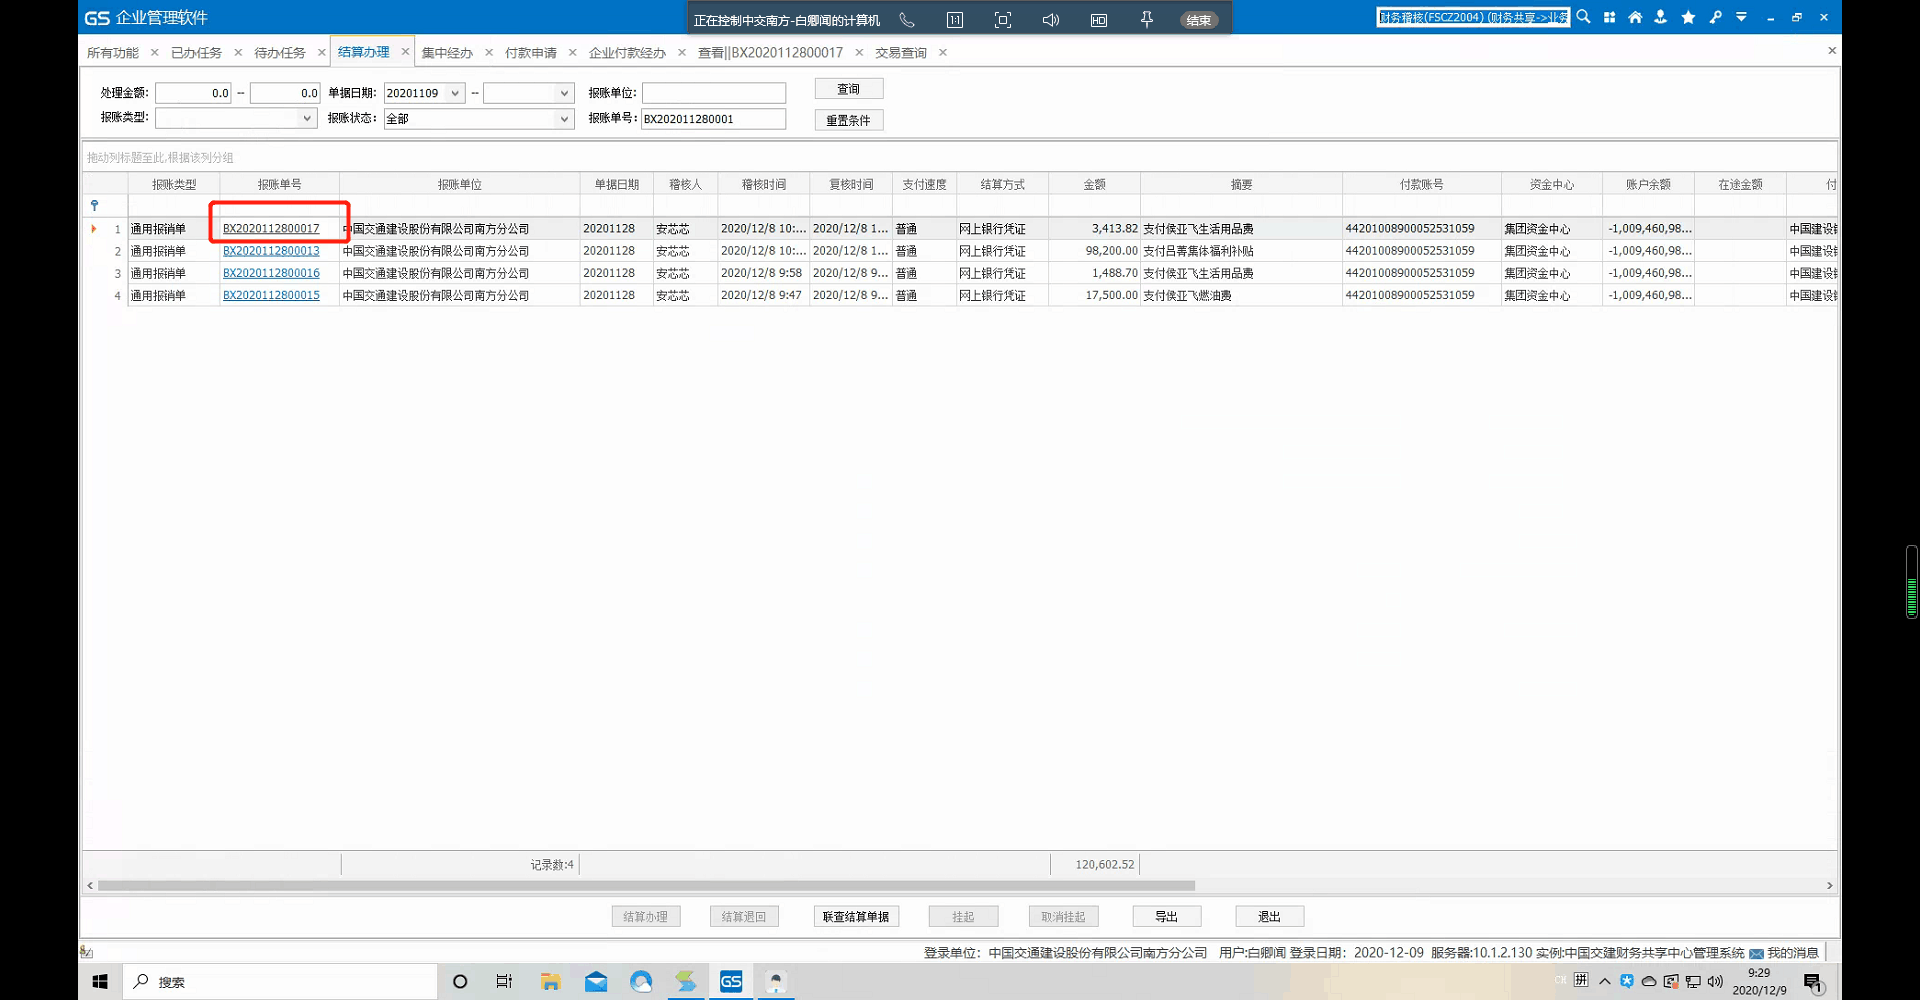 GS 企业管理软件
正在控制中交南方-白卿闻的计算机 1:1 HD 结束
财务稽核(FSCZ2004) (财务共享->业务
所有功能 × 已办任务 × 待办任务 × 结算办理 × 集中经办 × 付款申请 × 企业付款经办 × 查看||BX2020112800017 × 交易查询 ×
处理金额: 0.0 -- 0.0 单据日期: 20201109 -- 报账单位: 查询
报账类型: 报账状态: 全部 报账单号: BX202011280001 重置条件
拖动列标题至此,根据该列分组
报账类型 报账单号 报账单位 单据日期 稽核人 稽核时间 复核时间 支付速度 结算方式 金额 摘要 付款账号 资金中心 账户余额 在途金额 付
1 通用报销单 BX2020112800017 中国交通建设股份有限公司南方分公司 20201128 安芯芯 2020/12/8 10:... 2020/12/8 1... 普通 网上银行凭证 3,413.82 支付侯亚飞生活用品费 44201008900052531059 集团资金中心 -1,009,460,98... 中国建设银
2 通用报销单 BX2020112800013 中国交通建设股份有限公司南方分公司 20201128 安芯芯 2020/12/8 10:... 2020/12/8 1... 普通 网上银行凭证 98,200.00 支付吕菁集体福利补贴 44201008900052531059 集团资金中心 -1,009,460,98... 中国建设银
3 通用报销单 BX2020112800016 中国交通建设股份有限公司南方分公司 20201128 安芯芯 2020/12/8 9:58 2020/12/8 9... 普通 网上银行凭证 1,488.70 支付侯亚飞生活用品费 44201008900052531059 集团资金中心 -1,009,460,98... 中国建设银
4 通用报销单 BX2020112800015 中国交通建设股份有限公司南方分公司 20201128 安芯芯 2020/12/8 9:47 2020/12/8 9... 普通 网上银行凭证 17,500.00 支付侯亚飞燃油费 44201008900052531059 集团资金中心 -1,009,460,98... 中国建设银
记录数:4 120,602.52
结算办理 结算退回 联查结算单据 挂起 取消挂起 导出 退出
登录单位: 中国交通建设股份有限公司南方分公司 用户:白卿闻 登录日期: 2020-12-09 服务器:10.1.2.130 实例:中国交建财务共享中心管理系统 我的消息
搜索 GS 拼 9:29
2020/12/9 1